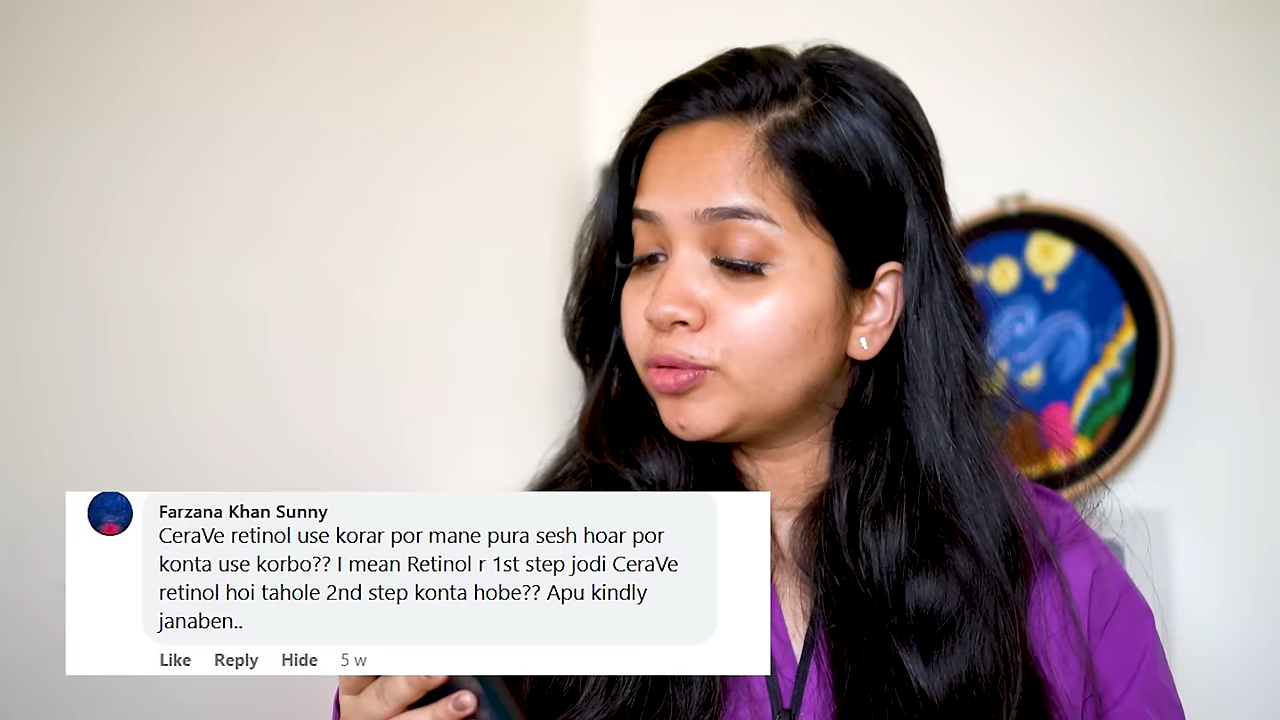 Farzana Khan Sunny
CeraVe retinol use korar por mane pura sesh hoar por
konta use korbo?? I mean Retinol r 1st step jodi CeraVe
retinol hoi tahole 2nd step konta hobe?? Apu kindly
janaben..
Like Reply Hide 5 w